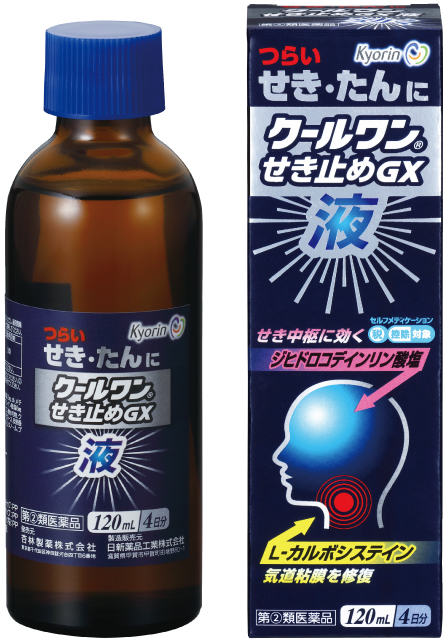 つらい
せき・たんに
Kyorin
クールワン®
せき止めGX
液
指定第②類医薬品
120mL
4日分
発売元
杏林製薬株式会社
製造販売元
日新薬品工業株式会社
Kyorin
つらい
せき・たんに
クールワン®
せき止めGX
液
セルフメディケーション
税 控除 対象
せき中枢に効く
ジヒドロコデインリン酸塩
L-カルボシステイン
気道粘膜を修復
指定第②類医薬品
120mL
4日分